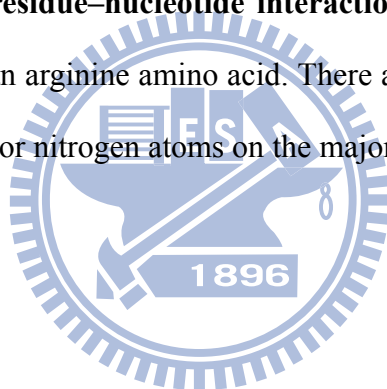 residue–nucleotide interactio
n arginine amino acid. There a
or nitrogen atoms on the major
E S
1896